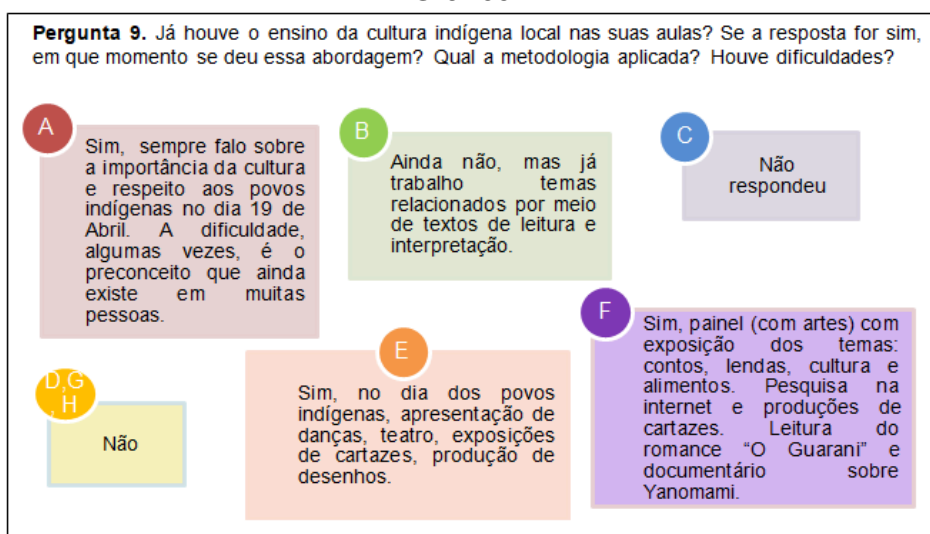 Pergunta 9. Já houve o ensino da cultura indígena local nas suas aulas? Se a resposta for sim,
em que momento se deu essa abordagem? Qual a metodologia aplicada? Houve dificuldades?
A
Sim, sempre falo sobre
a importância da cultura
e respeito aos povos
indígenas no dia 19 de
Abril. A dificuldade,
algumas vezes, é o
preconceito que ainda
existe em muitas
pessoas.
B
Ainda não, mas já
trabalho temas
relacionados por meio
de textos de leitura e
interpretação.
C
Não
respondeu
D,G
, H
Não
E
Sim, no dia dos povos
indígenas, apresentação de
danças, teatro, exposições
de cartazes, produção de
desenhos.
F
Sim, painel (com artes) com
exposição dos temas:
contos, lendas, cultura e
alimentos. Pesquisa na
internet e produções de
cartazes. Leitura do
romance “O Guarani” e
documentário sobre
Yanomami.